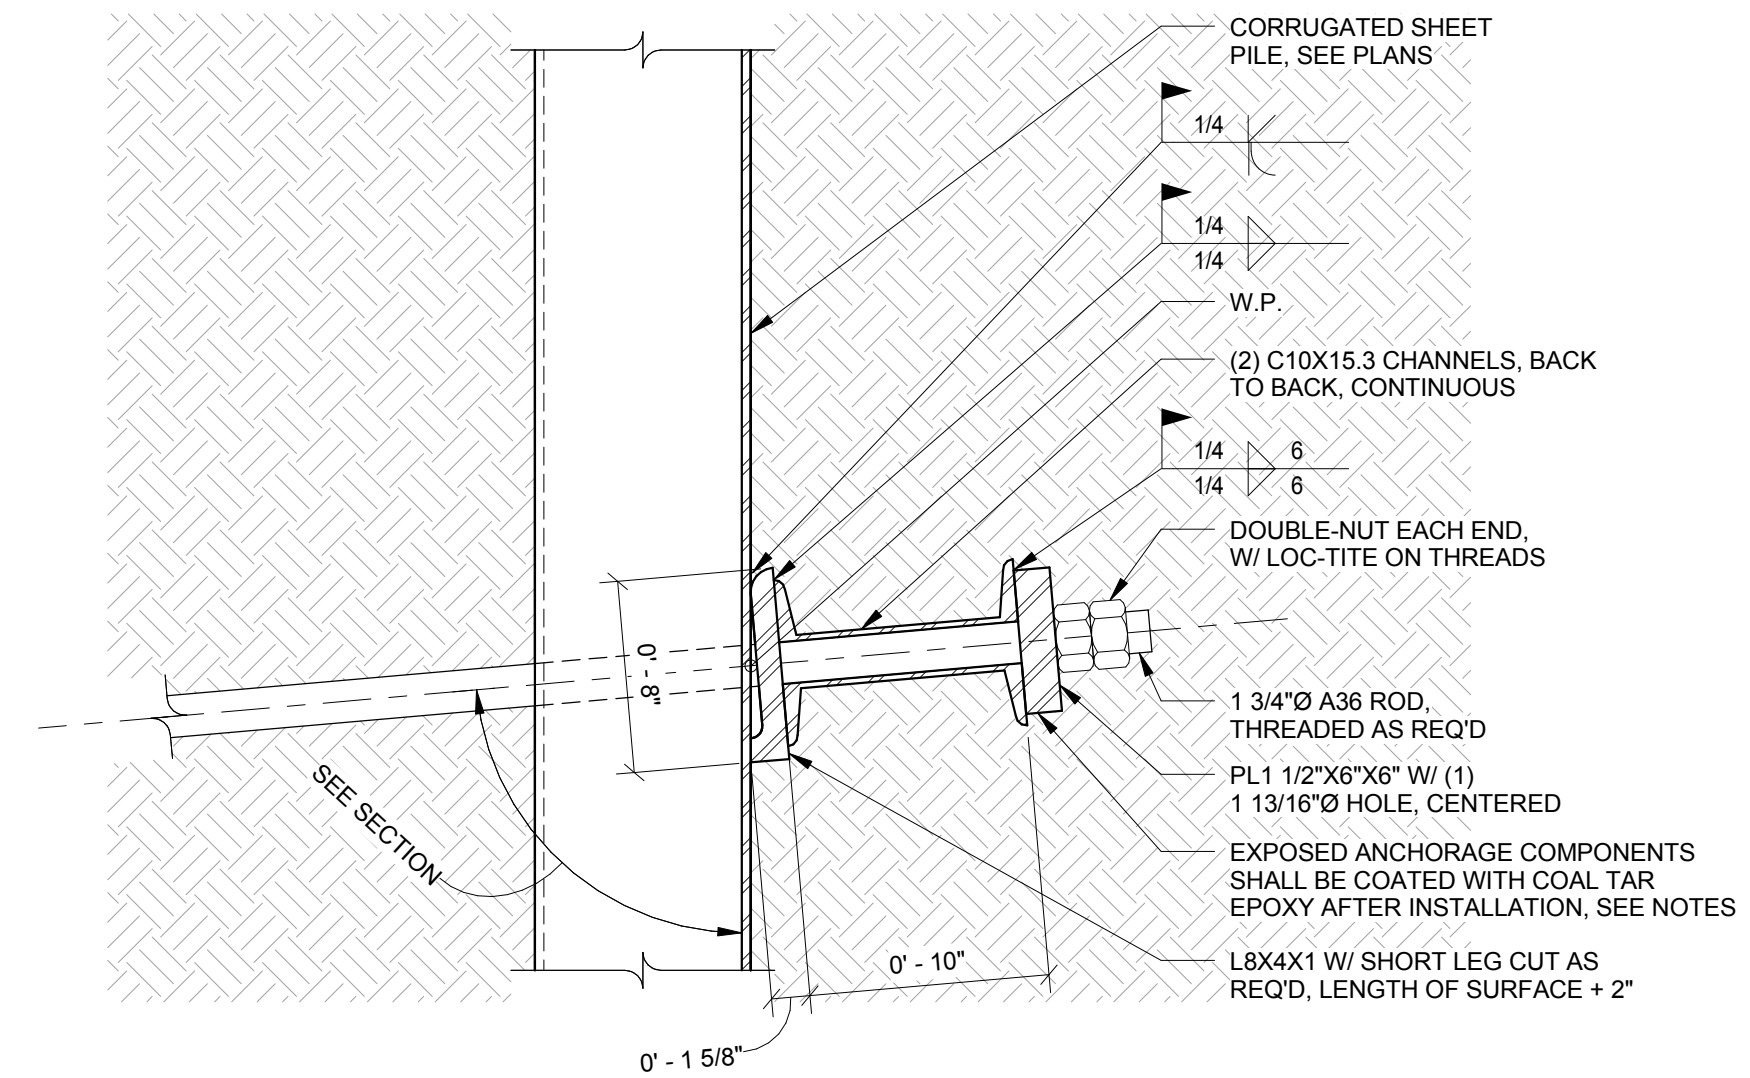 CORRUGATED SHEET
PILE, SEE PLANS
1/4
1/4
1/4
W.P.
(2) C10X15.3 CHANNELS, BACK
TO BACK, CONTINUOUS
1/4 6
1/4 6
DOUBLE-NUT EACH END,
W/ LOC-TITE ON THREADS
0' - 8"
1 3/4"Ø A36 ROD,
THREADED AS REQ'D
PL1 1/2"X6"X6" W/ (1)
1 13/16"Ø HOLE, CENTERED
SEE SECTION
EXPOSED ANCHORAGE COMPONENTS
SHALL BE COATED WITH COAL TAR
EPOXY AFTER INSTALLATION, SEE NOTES
L8X4X1 W/ SHORT LEG CUT AS
REQ'D, LENGTH OF SURFACE + 2"
0' - 10"
0' - 1 5/8"